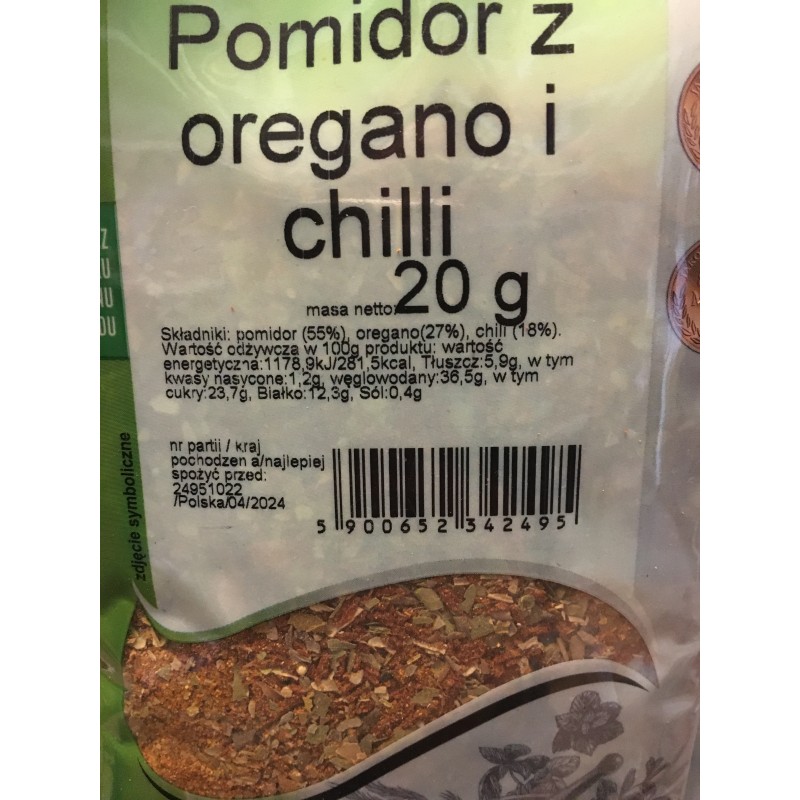 Pomidor z
oregano i
chilli
masa netto: 20 g
Składniki: pomidor (55%), oregano(27%), chili (18%).
Wartość odżywcza w 100g produktu: wartość
energetyczna:1178,9kJ/281,5kcal, Tłuszcz:5,9g, w tym
kwasy nasycone:1,2g, węglowodany:36,5g, w tym
cukry:23,7g, Białko:12,3g, Sól:0,4g
nr partii / kraj
pochodzen a/najlepiej
spożyć przed:
24951022
/Polska/04/2024
5 900652 342495
zdjęcie symboliczne